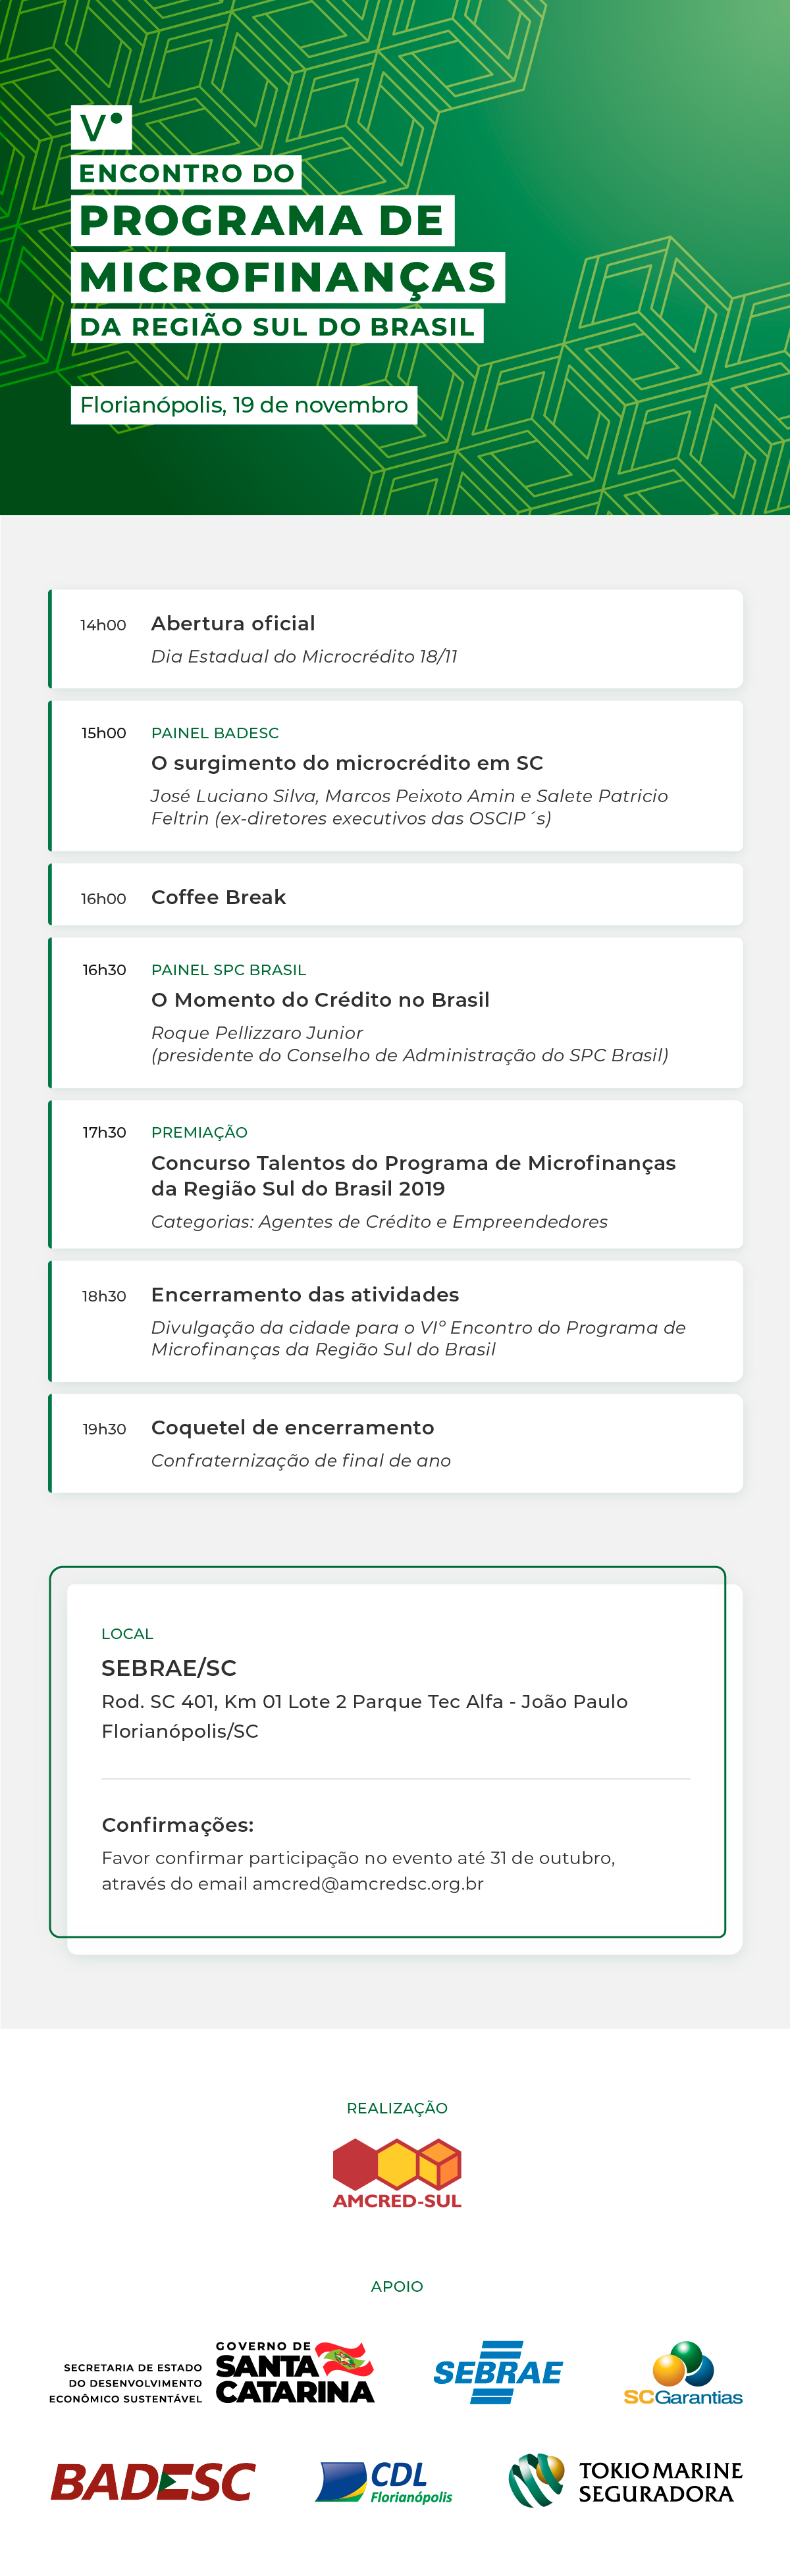 V°
ENCONTRO DO
PROGRAMA DE
MICROFINANÇAS
DA REGIÃO SUL DO BRASIL
Florianópolis, 19 de novembro
14h00 Abertura oficial
Dia Estadual do Microcrédito 18/11
15h00 PAINEL BADESC
O surgimento do microcrédito em SC
José Luciano Silva, Marcos Peixoto Amin e Salete Patricio
Feltrin (ex-diretores executivos das OSCIP´s)
16h00 Coffee Break
16h30 PAINEL SPC BRASIL
O Momento do Crédito no Brasil
Roque Pellizzaro Junior
(presidente do Conselho de Administração do SPC Brasil)
17h30 PREMIAÇÃO
Concurso Talentos do Programa de Microfinanças
da Região Sul do Brasil 2019
Categorias: Agentes de Crédito e Empreendedores
18h30 Encerramento das atividades
Divulgação da cidade para o VIº Encontro do Programa de
Microfinanças da Região Sul do Brasil
19h30 Coquetel de encerramento
Confraternização de final de ano
LOCAL
SEBRAE/SC
Rod. SC 401, Km 01 Lote 2 Parque Tec Alfa - João Paulo
Florianópolis/SC
Confirmações:
Favor confirmar participação no evento até 31 de outubro,
através do email amcred@amcredsc.org.br
REALIZAÇÃO
AMCRED-SUL
APOIO
SECRETARIA DE ESTADO
DO DESENVOLVIMENTO
ECONÔMICO SUSTENTÁVEL
GOVERNO DE
SANTA
CATARINA
SEBRAE
SCGarantias
BADESC
CDL
Florianópolis
TOKIO MARINE
SEGURADORA